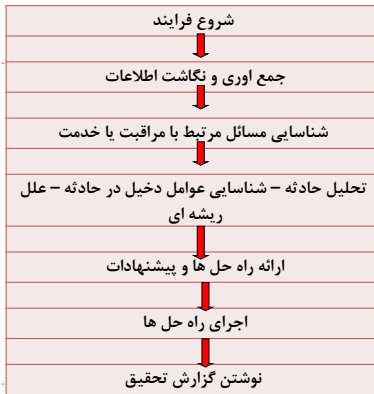 شروع فرایند
جمع اوری و نگاشت اطلاعات
شناسایی مسائل مرتبط با مراقبت یا خدمت
تحلیل حادثه – شناسایی عوامل دخیل در حادثه – علل
ریشه ای
ارائه راه حل ها و پیشنهادات
اجرای راه حل ها
نوشتن گزارش تحقیق